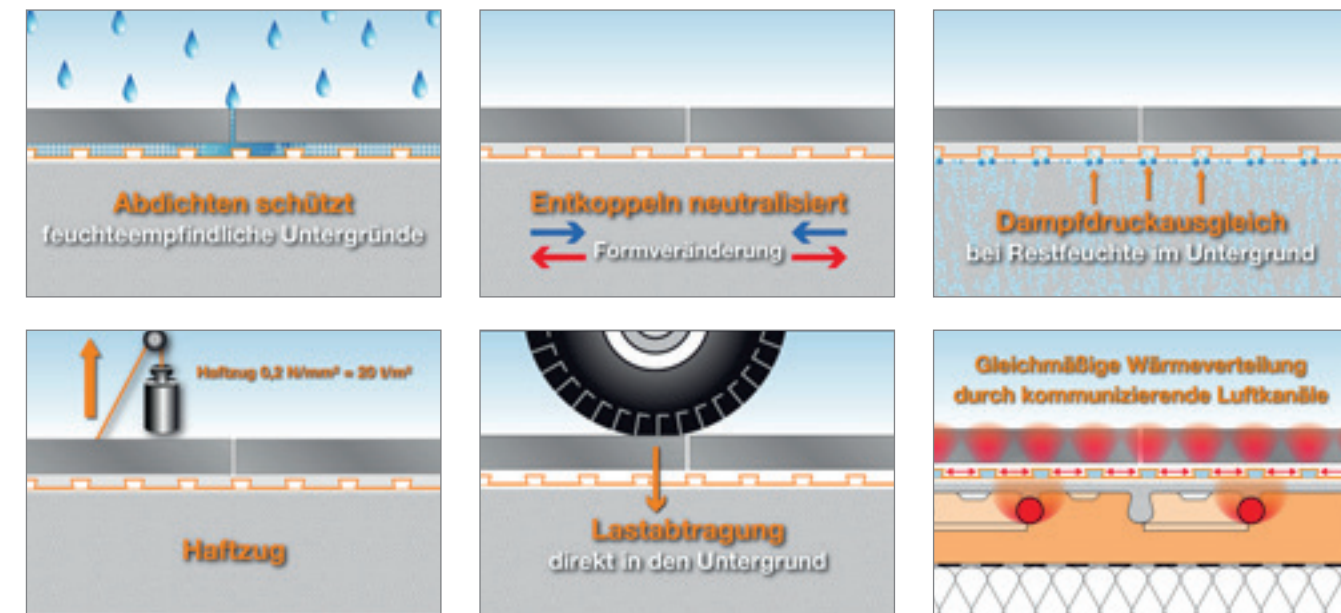 Abdichten schützt
feuchteempfindliche Untergründe
Entkoppeln neutralisiert
Formveränderung
Dampfdruckausgleich
bei Restfeuchte im Untergrund
Haftzug 0,2 N/mm² = 20 t/m²
Haftzug
Lastabtragung
direkt in den Untergrund
Gleichmäßige Wärmeverteilung
durch kommunizierende Luftkanäle